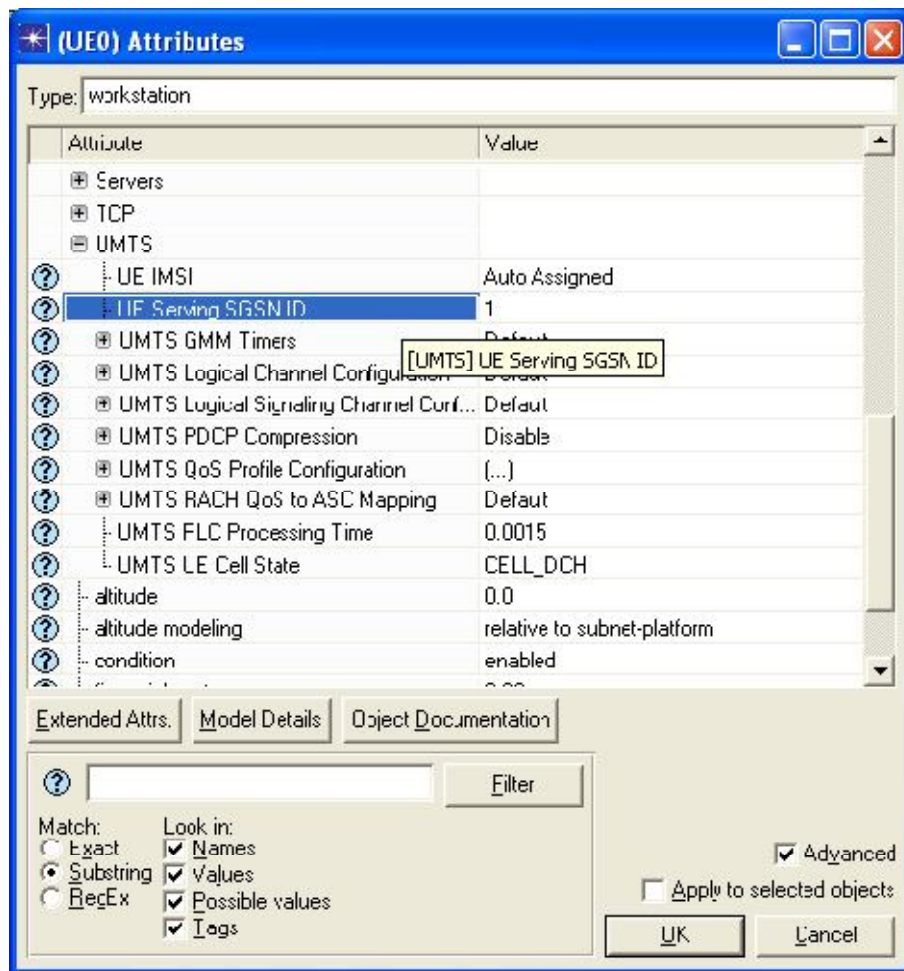 (UE0) Attributes
Type: workstation
Attribute Value
Servers
TCP
UMTS
UE IMSI Auto Assigned
UE Serving SGSN ID 1
UMTS GMM Timers Default
[UMTS] UE Serving SGSN ID
UMTS Logical Channel Configuration Default
UMTS Logical Signaling Channel Conf... Default
UMTS PDCP Compression Disable
UMTS QoS Profile Configuration (...)
UMTS RACH QoS to ASC Mapping Default
UMTS RLC Processing Time 0.0015
UMTS UE Cell State CELL_DCH
altitude 0.0
altitude modeling relative to subnet-platform
condition enabled
Extended Attrs. Model Details Object Documentation
Filter
Match: Look in:
Exact Names
Substring Values
RegEx Possible values
Tags
Advanced
Apply to selected objects
OK Cancel